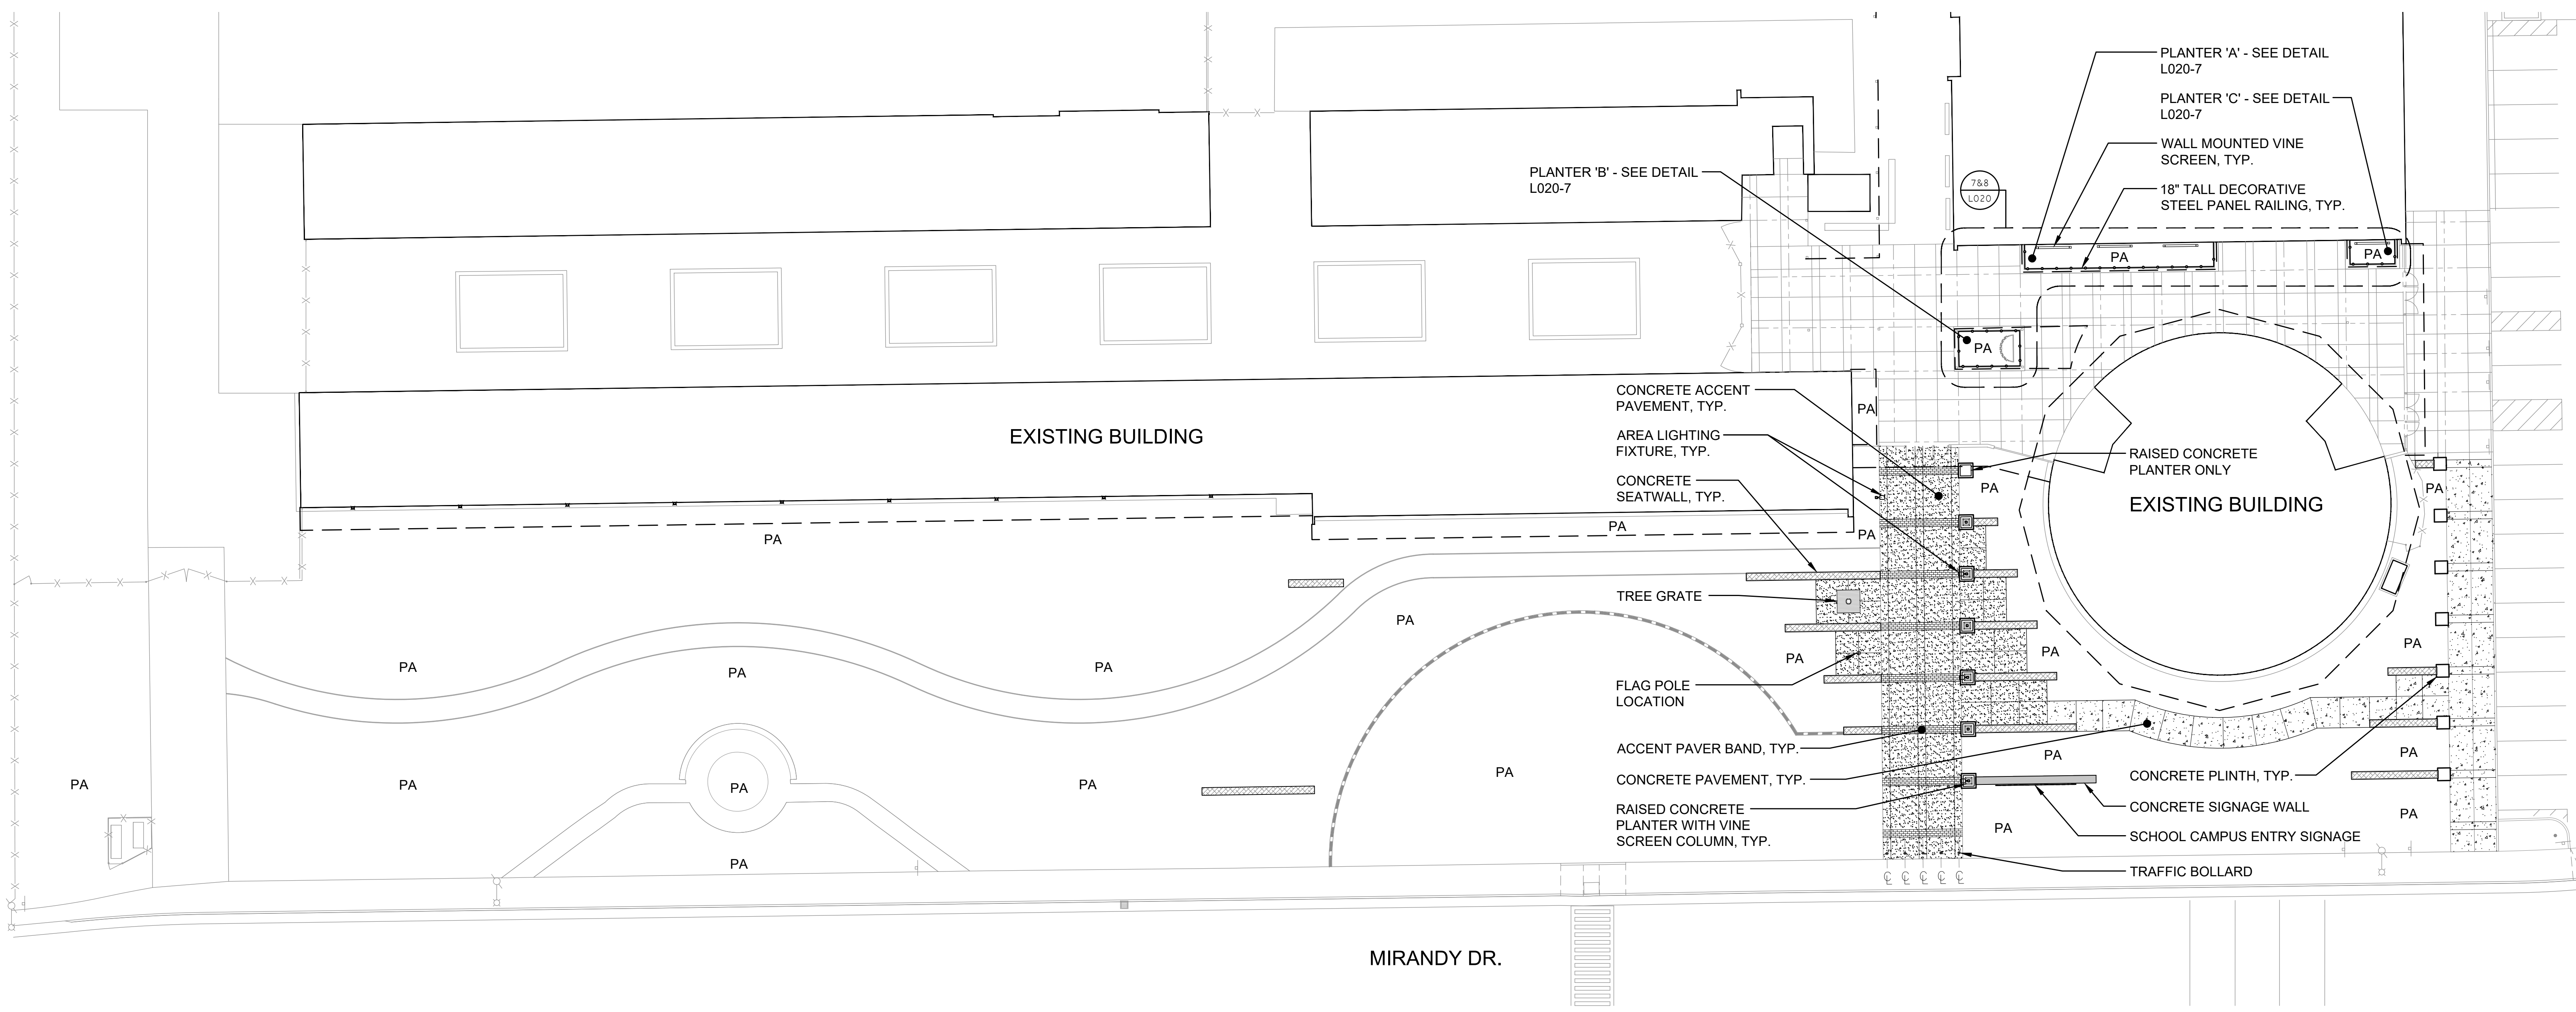 PLANTER 'A' - SEE DETAIL
L020-7
PLANTER 'C' - SEE DETAIL
L020-7
WALL MOUNTED VINE
SCREEN, TYP.
18" TALL DECORATIVE
STEEL PANEL RAILING, TYP.
PLANTER 'B' - SEE DETAIL
L020-7
7&8
L020
PA
PA
PA
CONCRETE ACCENT
PAVEMENT, TYP.
PA
AREA LIGHTING
FIXTURE, TYP.
EXISTING BUILDING
CONCRETE
SEATWALL, TYP.
RAISED CONCRETE
PLANTER ONLY
PA
PA
EXISTING BUILDING
PA
PA
PA
TREE GRATE
PA
PA
PA
PA
PA
PA
PA
PA
FLAG POLE
LOCATION
ACCENT PAVER BAND, TYP.
PA
PA
PA
CONCRETE PAVEMENT, TYP.
CONCRETE PLINTH, TYP.
PA
PA
PA
PA
RAISED CONCRETE
PLANTER WITH VINE
SCREEN COLUMN, TYP.
CONCRETE SIGNAGE WALL
PA
PA
SCHOOL CAMPUS ENTRY SIGNAGE
PA
TRAFFIC BOLLARD
℄ ℄ ℄ ℄ ℄
MIRANDY DR.